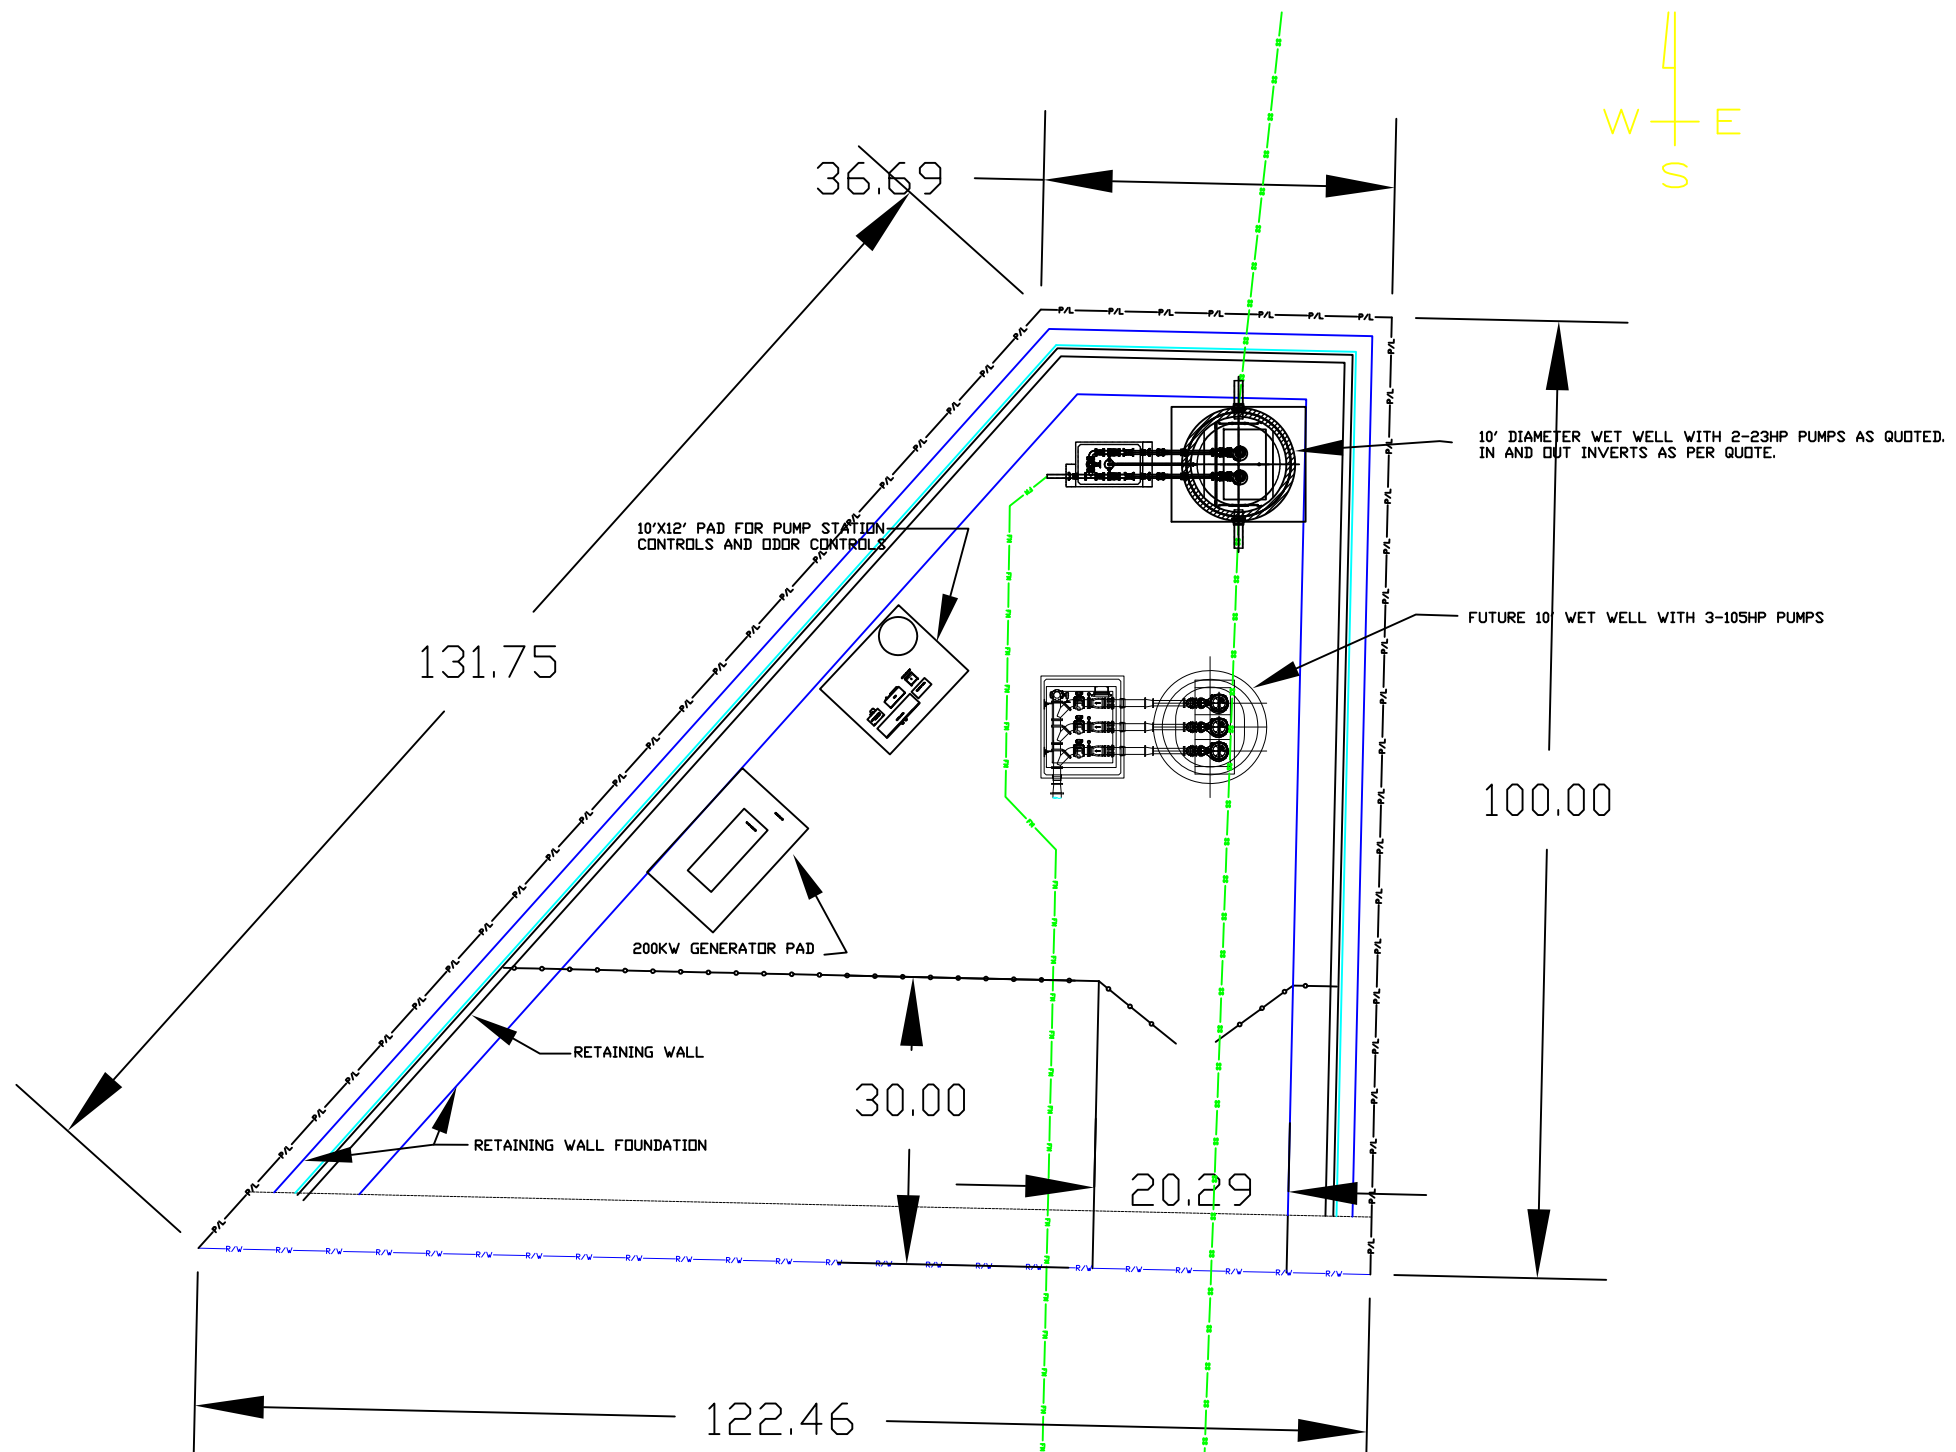 W E
S
36.69
10' DIAMETER WET WELL WITH 2-23HP PUMPS AS QUOTED.
IN AND OUT INVERTS AS PER QUOTE.
10'X12' PAD FOR PUMP STATION
CONTROLS AND ODOR CONTROLS
FUTURE 10' WET WELL WITH 3-105HP PUMPS
131.75
100.00
200KW GENERATOR PAD
RETAINING WALL
30.00
RETAINING WALL FOUNDATION
20.29
P/L P/L P/L P/L P/L P/L P/L
R/W R/W R/W R/W R/W R/W R/W R/W R/W R/W R/W R/W R/W R/W R/W R/W R/W R/W R/W R/W R/W R/W R/W
122.46